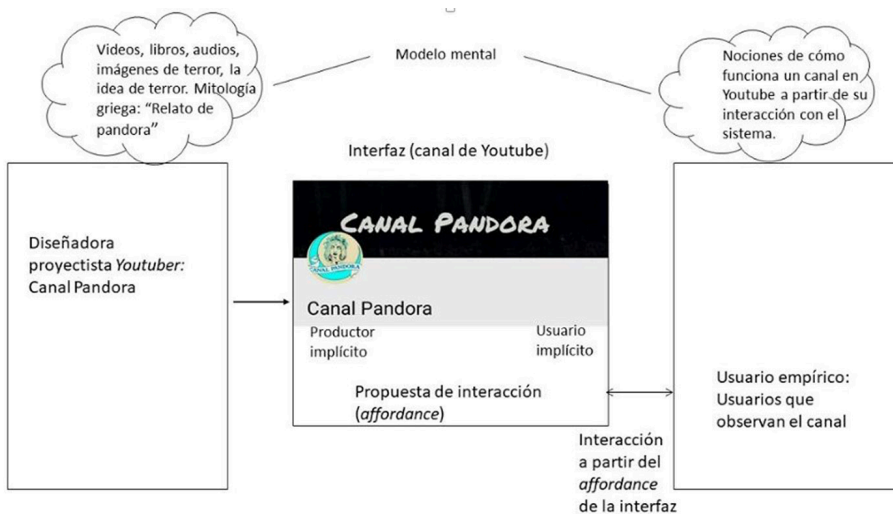 Videos, libros, audios,
imágenes de terror, la
idea de terror. Mitología
griega: “Relato de
pandora”
Modelo mental
Nociones de cómo
funciona un canal en
Youtube a partir de su
interacción con el
sistema.
Interfaz (canal de Youtube)
Diseñadora
proyectista Youtuber:
Canal Pandora
CANAL PANDORA
CANAL PANDORA
Canal Pandora
Productor
implícito
Usuario
implícito
Propuesta de interacción
(affordance)
Interacción
a partir del
affordance
de la interfaz
Usuario empírico:
Usuarios que
observan el canal